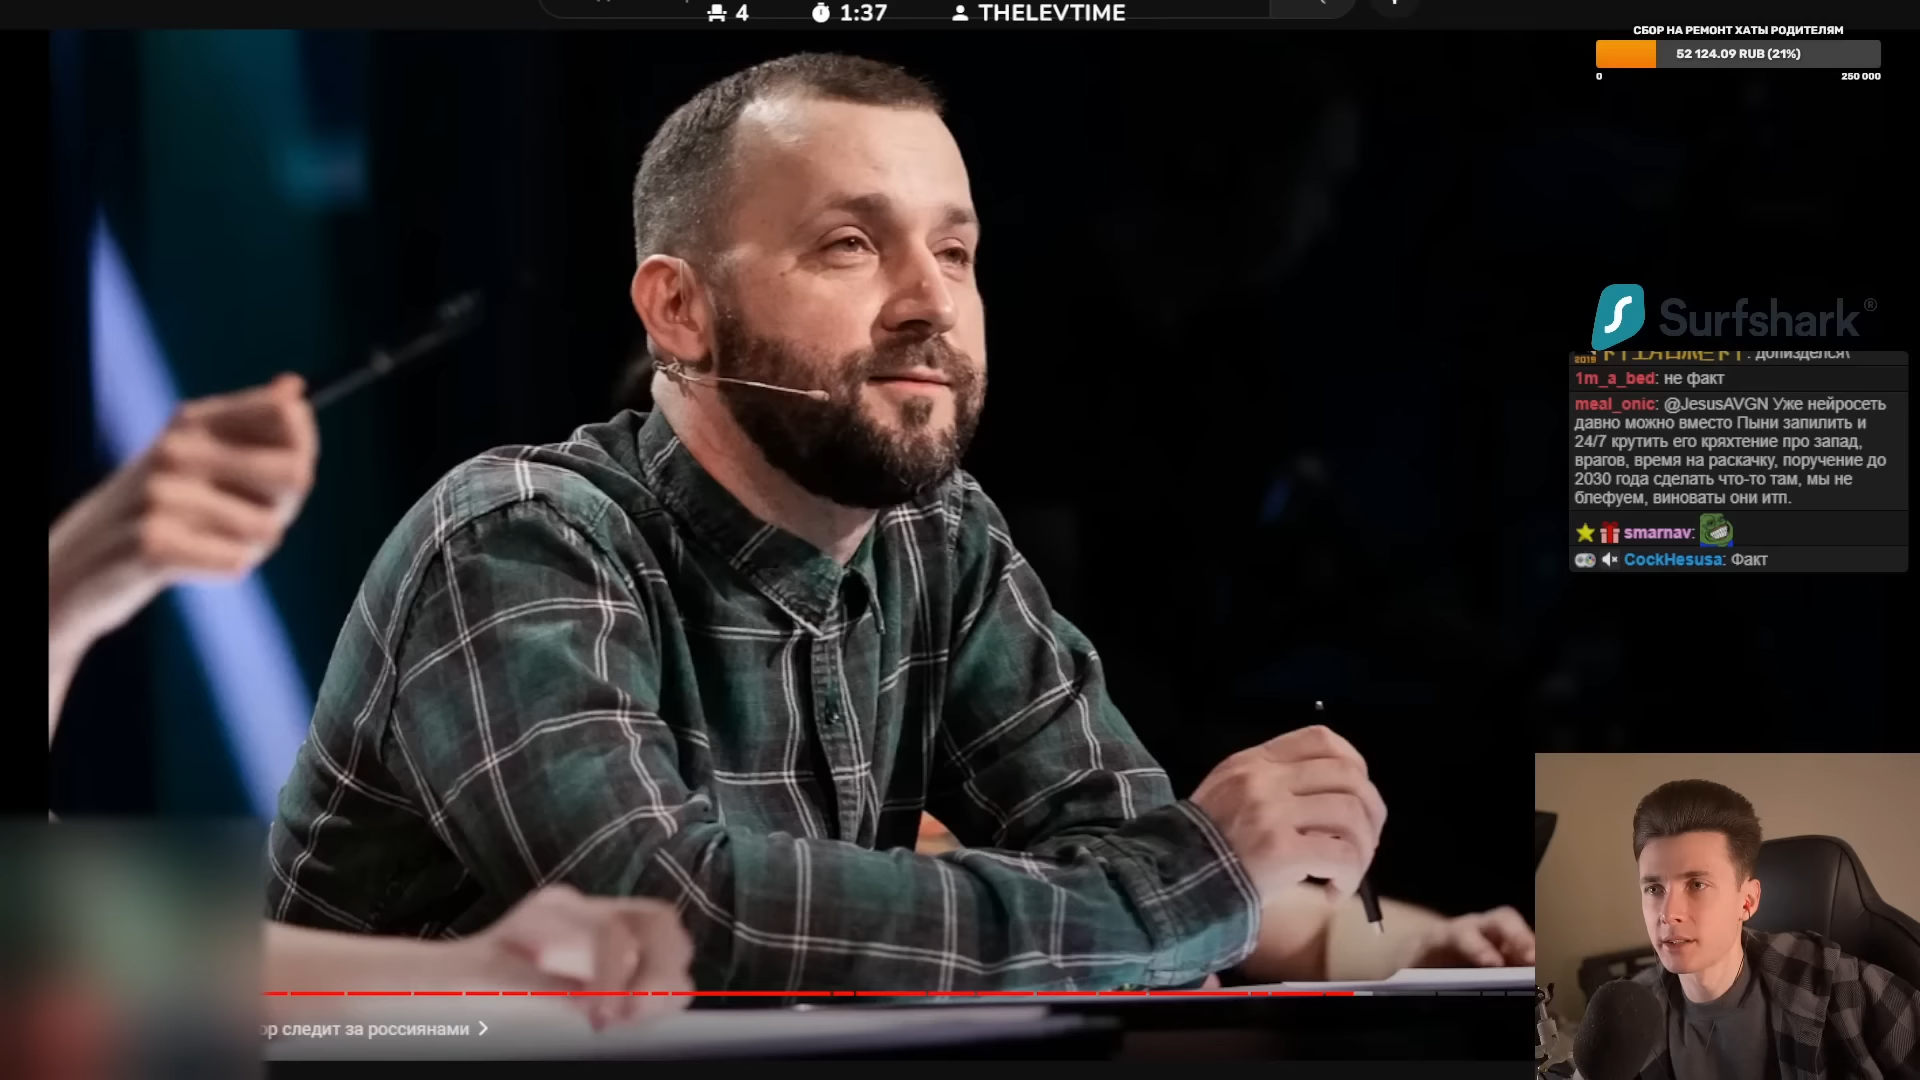 4
1:37
THELEVTIME
СБОР НА РЕМОНТ ХАТЫ РОДИТЕЛЯМ
52 124.09 RUB (21%)
0
250 000
Surfshark®
2019
: допизделся\
1m_a_bed: не факт
meal_onic: @JesusAVGN Уже нейросеть
давно можно вместо Пыни запилить и
24/7 крутить его кряхтение про запад,
врагов, время на раскачку, поручение до
2030 года сделать что-то там, мы не
блефуем, виноваты они итп.
smarnav:
CockHesusa: Факт
ор следит за россиянами